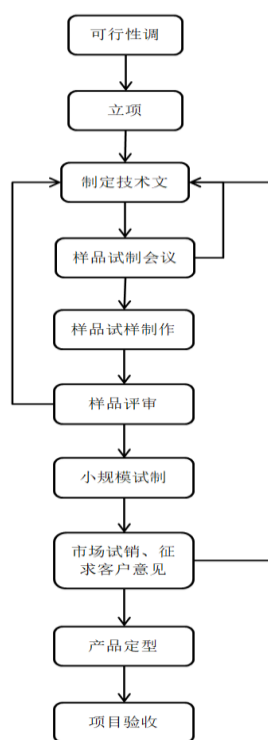 可行性调
立项
制定技术文
样品试制会议
样品试样制作
样品评审
小规模试制
市场试销、征
求客户意见
产品定型
项目验收